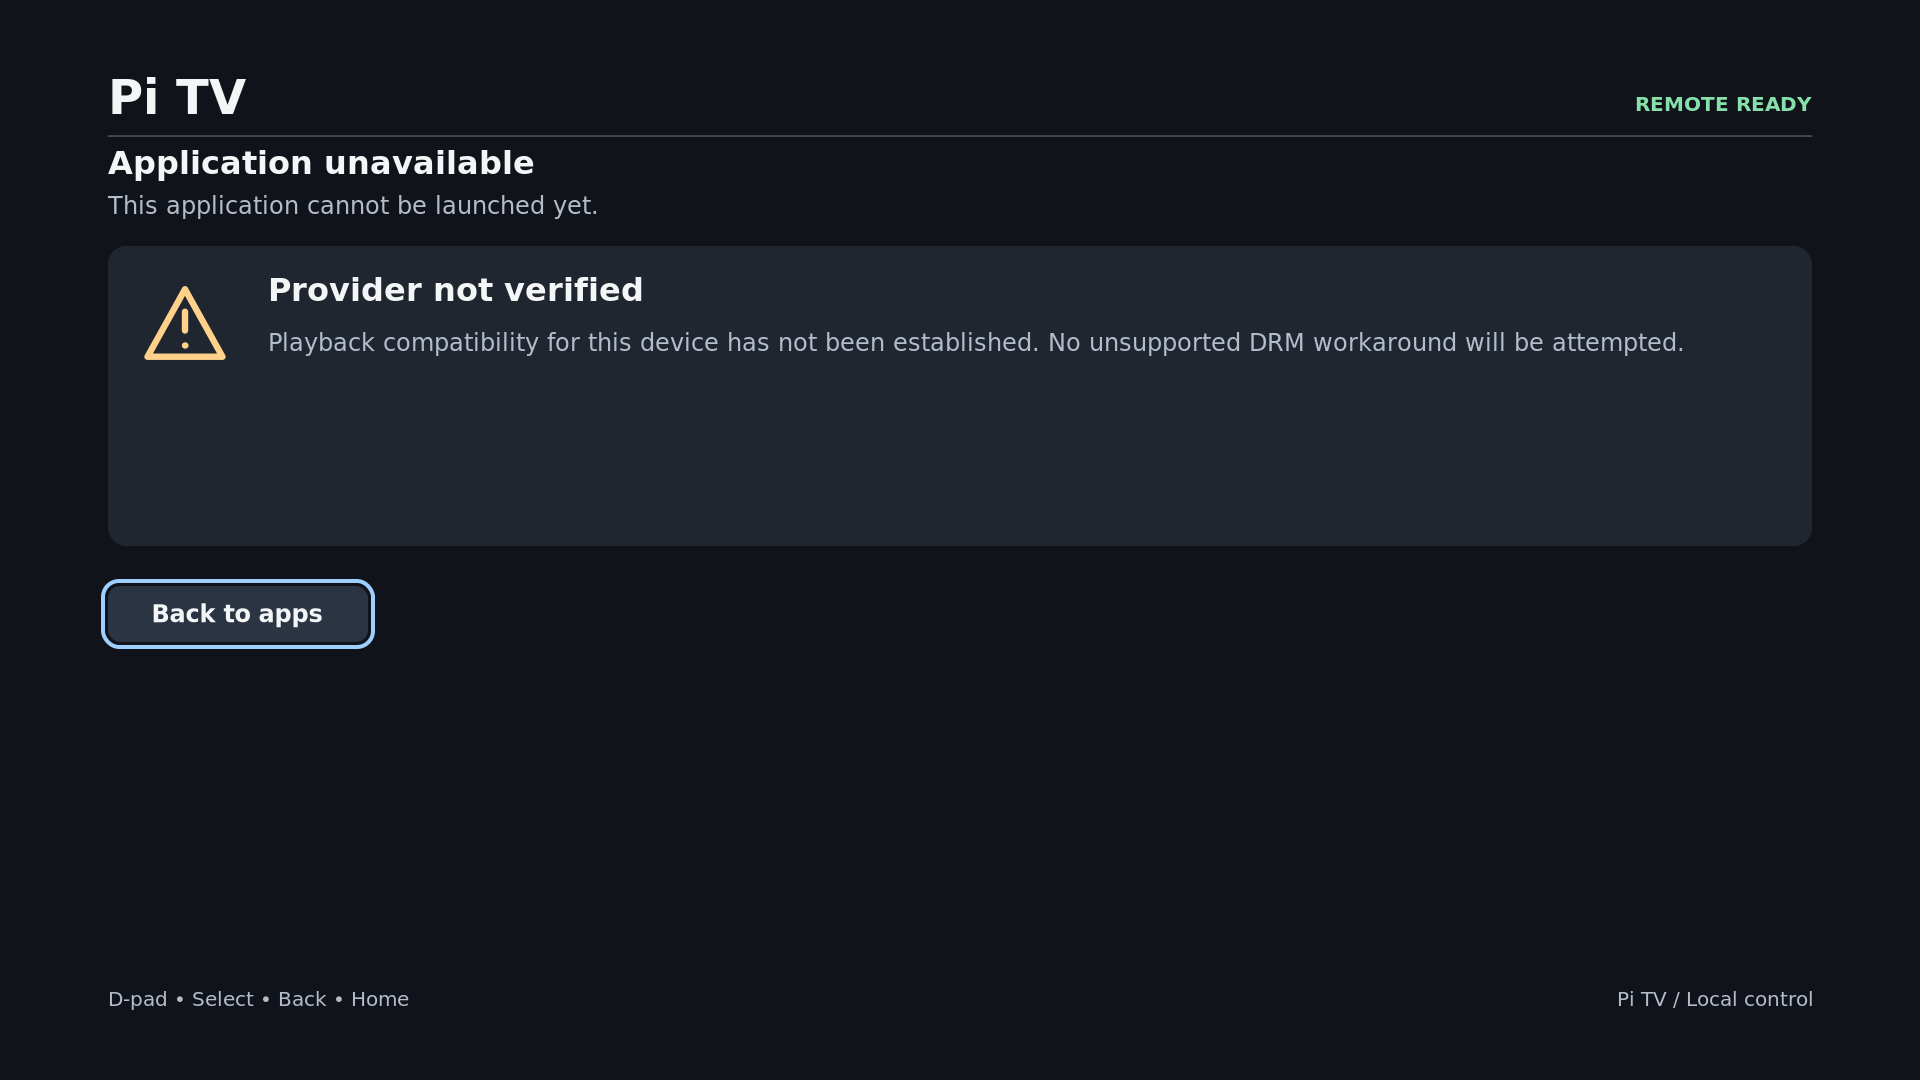 Pi TV
REMOTE READY
Application unavailable
This application cannot be launched yet.
Provider not verified
Playback compatibility for this device has not been established. No unsupported DRM workaround will be attempted.
Back to apps
D-pad • Select • Back • Home
Pi TV / Local control